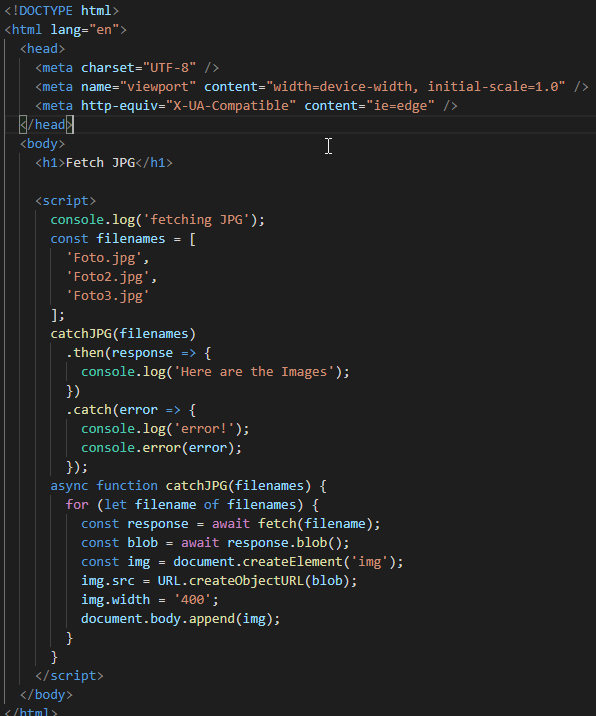 <!DOCTYPE html>
<html lang="en">
  <head>
    <meta charset="UTF-8" />
    <meta name="viewport" content="width=device-width, initial-scale=1.0" />
    <meta http-equiv="X-UA-Compatible" content="ie=edge" />
  </head>
  <body>
    <h1>Fetch JPG</h1>

    <script>
      console.log('fetching JPG');
      const filenames = [
        'Foto.jpg',
        'Foto2.jpg',
        'Foto3.jpg'
      ];
      catchJPG(filenames)
        .then(response => {
          console.log('Here are the Images');
        })
        .catch(error => {
          console.log('error!');
          console.error(error);
        });
      async function catchJPG(filenames) {
        for (let filename of filenames) {
          const response = await fetch(filename);
          const blob = await response.blob();
          const img = document.createElement('img');
          img.src = URL.createObjectURL(blob);
          img.width = '400';
          document.body.append(img);
        }
      }
    </script>
  </body>
</html>